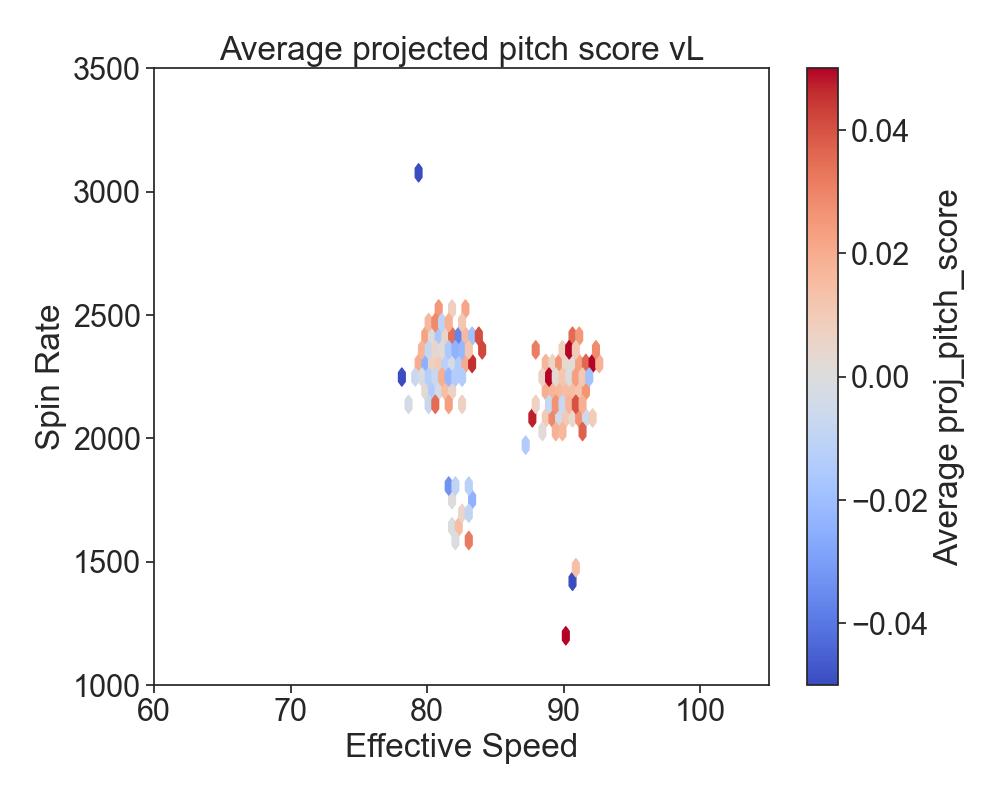 Average projected pitch score vL
3500
3000
2500
2000
1500
1000
Spin Rate
60 70 80 90 100
Effective Speed
0.04
0.02
0.00
−0.02
−0.04
Average proj_pitch_score